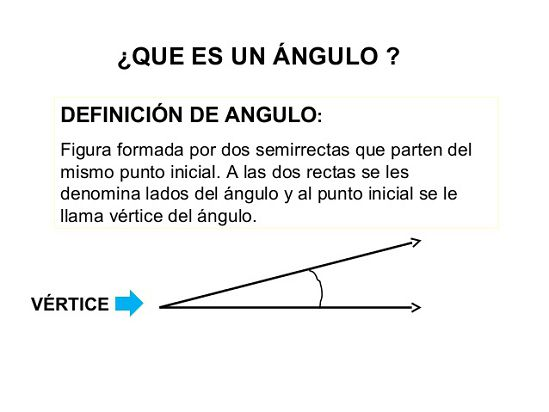 ¿QUE ES UN ÁNGULO ?
DEFINICIÓN DE ANGULO:
Figura formada por dos semirrectas que parten del
mismo punto inicial. A las dos rectas se les
denomina lados del ángulo y al punto inicial se le
llama vértice del ángulo.
VÉRTICE